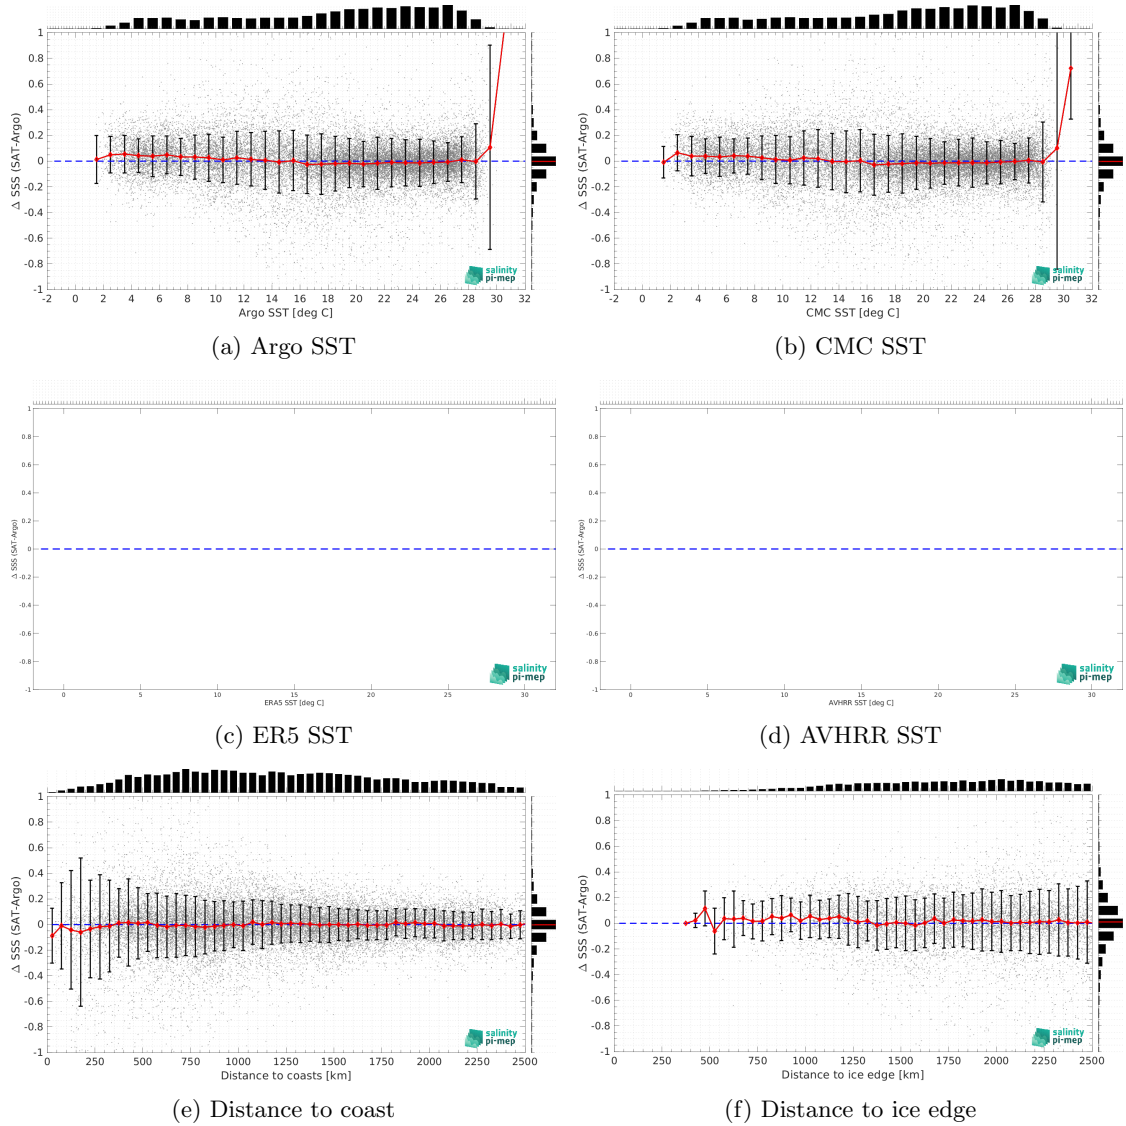 1
0.8
0.6
0.4
0.2
0
-0.2
-0.4
-0.6
-0.8
-1
Δ SSS (SAT-Argo)
salinity
pi-mep
-2 0 2 4 6 8 10 12 14 16 18 20 22 24 26 28 30 32
Argo SST [deg C]
(a) Argo SST
1
0.8
0.6
0.4
0.2
0
-0.2
-0.4
-0.6
-0.8
-1
Δ SSS (SAT-Argo)
salinity
pi-mep
-2 0 2 4 6 8 10 12 14 16 18 20 22 24 26 28 30 32
CMC SST [deg C]
(b) CMC SST
1
0.8
0.6
0.4
0.2
0
-0.2
-0.4
-0.6
-0.8
-1
Δ SSS (SAT-Argo)
salinity
pi-mep
0 5 10 15 20 25 30
ERA5 SST [deg C]
(c) ER5 SST
1
0.8
0.6
0.4
0.2
0
-0.2
-0.4
-0.6
-0.8
-1
Δ SSS (SAT-Argo)
salinity
pi-mep
0 5 10 15 20 25 30
AVHRR SST [deg C]
(d) AVHRR SST
1
0.8
0.6
0.4
0.2
0
-0.2
-0.4
-0.6
-0.8
-1
Δ SSS (SAT-Argo)
salinity
pi-mep
0 250 500 750 1000 1250 1500 1750 2000 2250 2500
Distance to coasts [km]
(e) Distance to coast
1
0.8
0.6
0.4
0.2
0
-0.2
-0.4
-0.6
-0.8
-1
Δ SSS (SAT-Argo)
salinity
pi-mep
0 250 500 750 1000 1250 1500 1750 2000 2250 2500
Distance to ice edge [km]
(f) Distance to ice edge